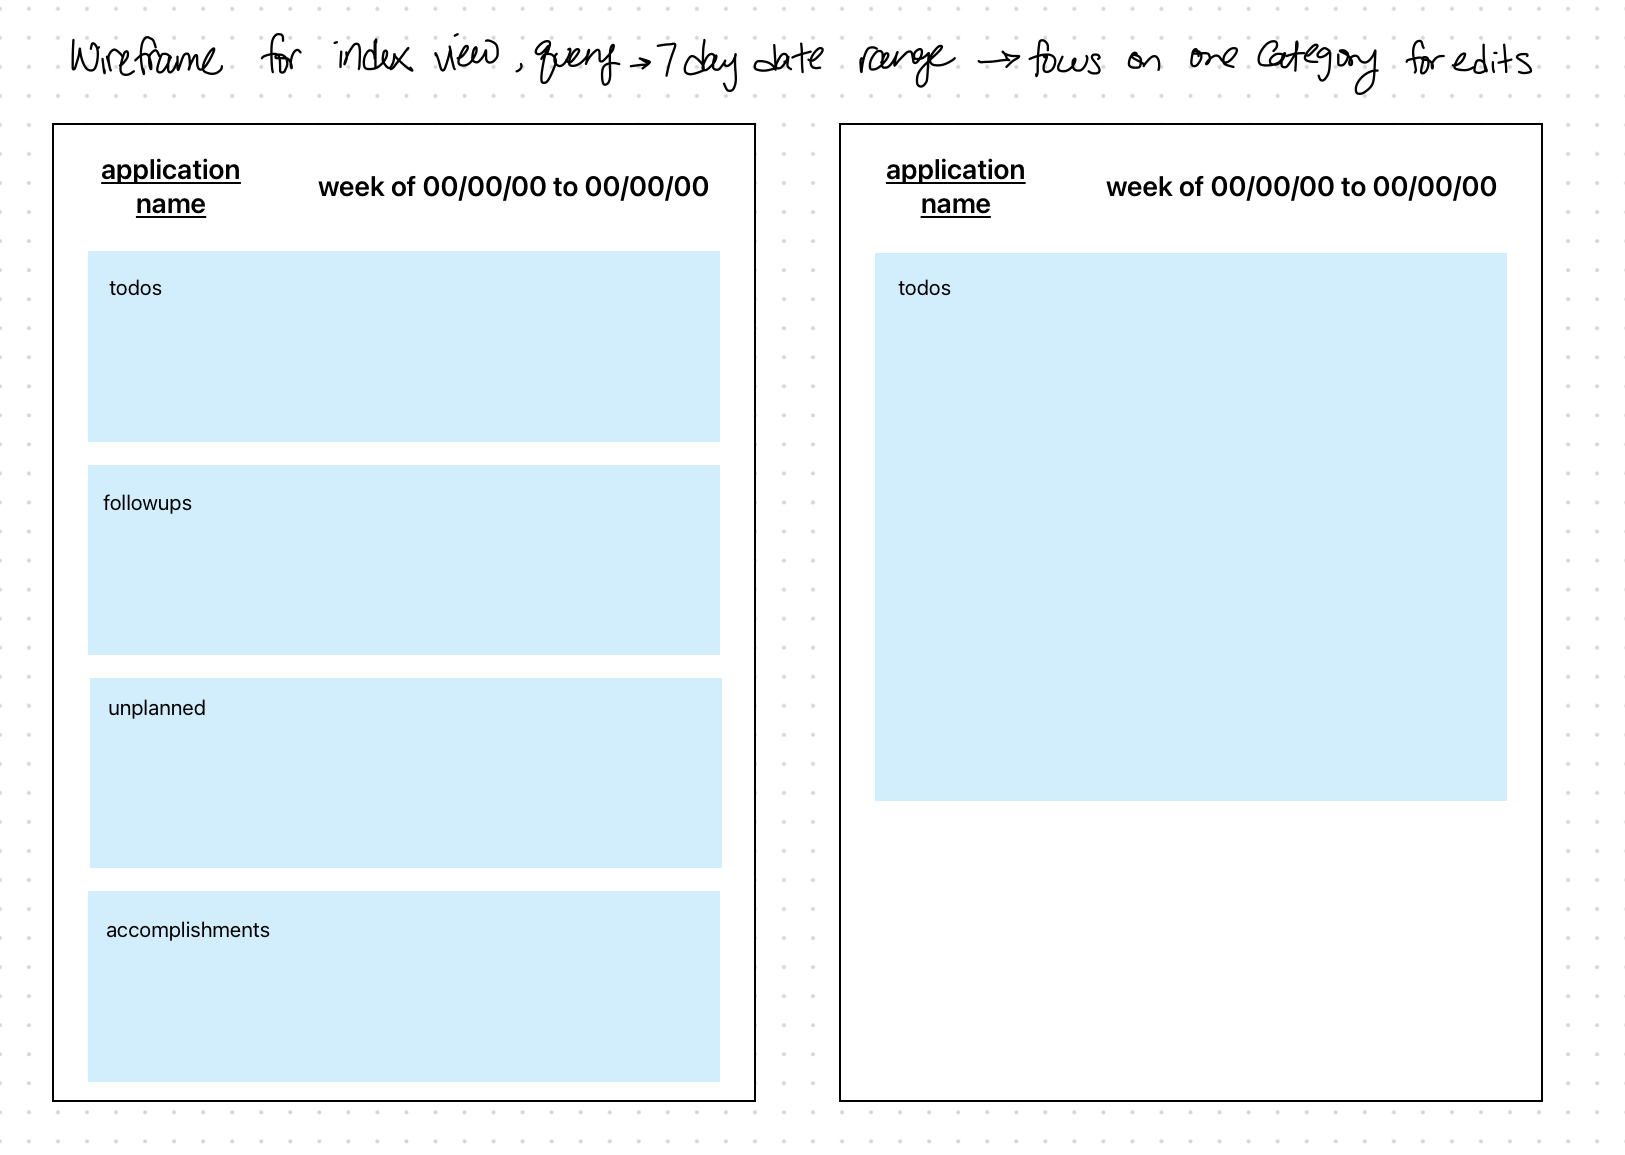 Wireframe for index view, query → 7 day date range → focus on one category for edits
application
name
week of 00/00/00 to 00/00/00
todos
followups
unplanned
accomplishments
application
name
week of 00/00/00 to 00/00/00
todos